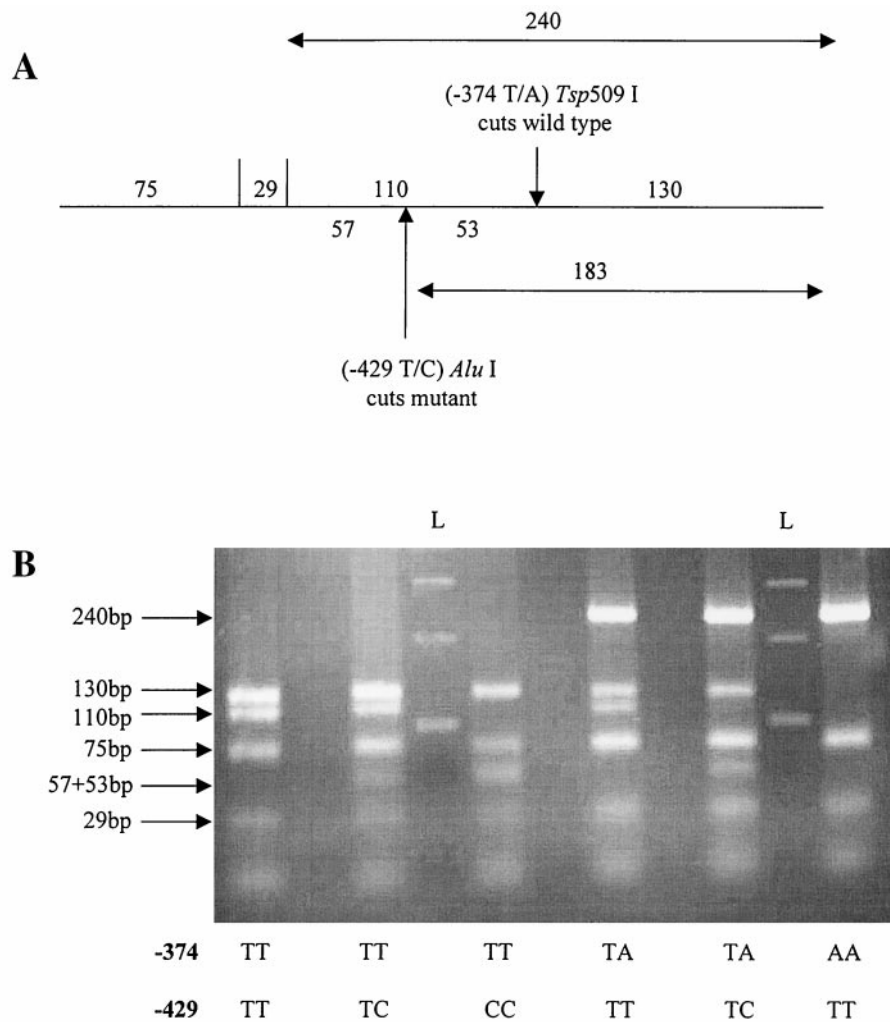 240
A
(-374 T/A) Tsp509 I
cuts wild type
75 29 110 130
57 53
183
(-429 T/C) Alu I
cuts mutant
L L
B
240bp
130bp
110bp
75bp
57+53bp
29bp
-374 TT TT TT TA TA AA
-429 TT TC CC TT TC TT